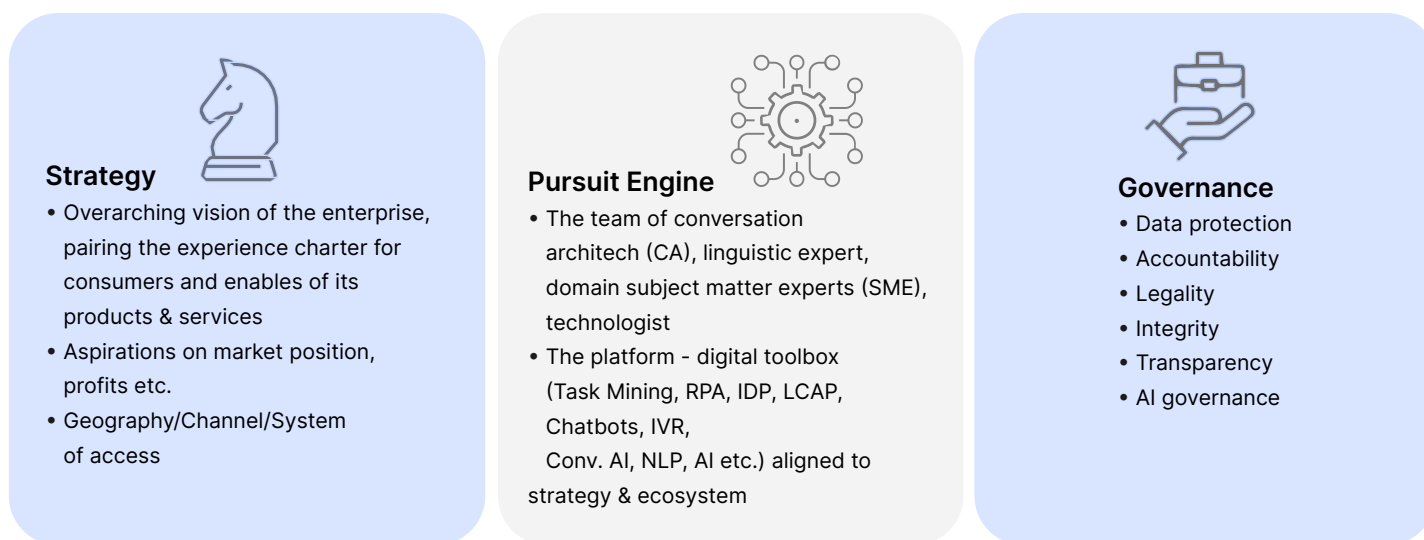 Strategy
• Overarching vision of the enterprise,
pairing the experience charter for
consumers and enables of its
products & services
• Aspirations on market position,
profits etc.
• Geography/Channel/System
of access
Pursuit Engine
• The team of conversation
architech (CA), linguistic expert,
domain subject matter experts (SME),
technologist
• The platform - digital toolbox
(Task Mining, RPA, IDP, LCAP,
Chatbots, IVR,
Conv. AI, NLP, AI etc.) aligned to
strategy & ecosystem
Governance
• Data protection
• Accountability
• Legality
• Integrity
• Transparency
• AI governance